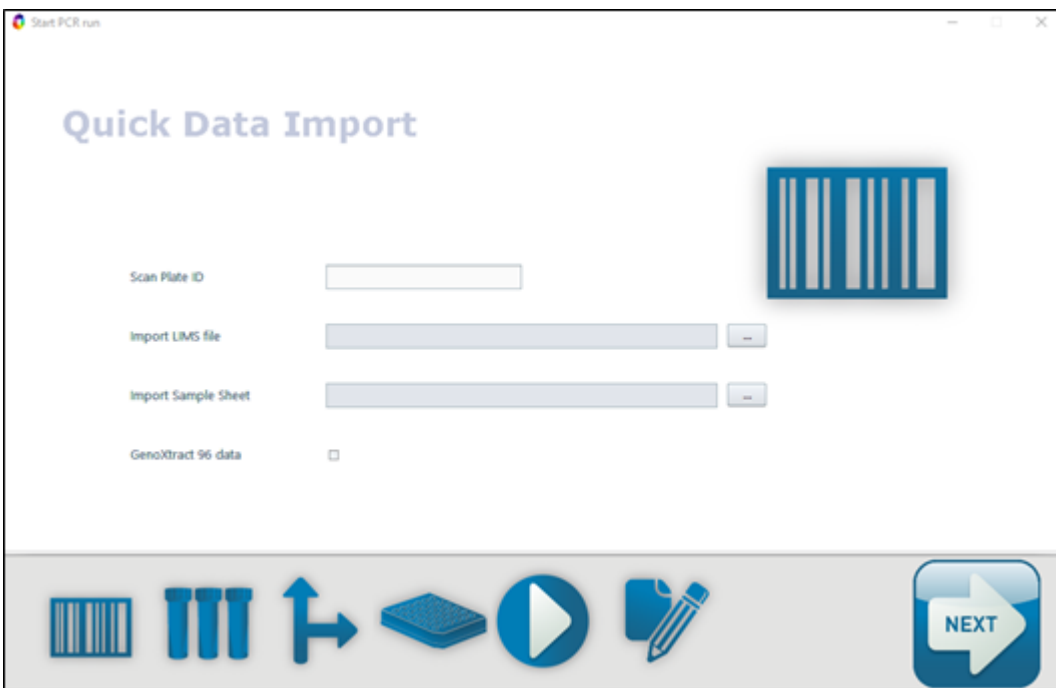 Start PCR run
Quick Data Import
Scan Plate ID
Import LIMS file
...
Import Sample Sheet
...
GenoXtract 96 data
NEXT